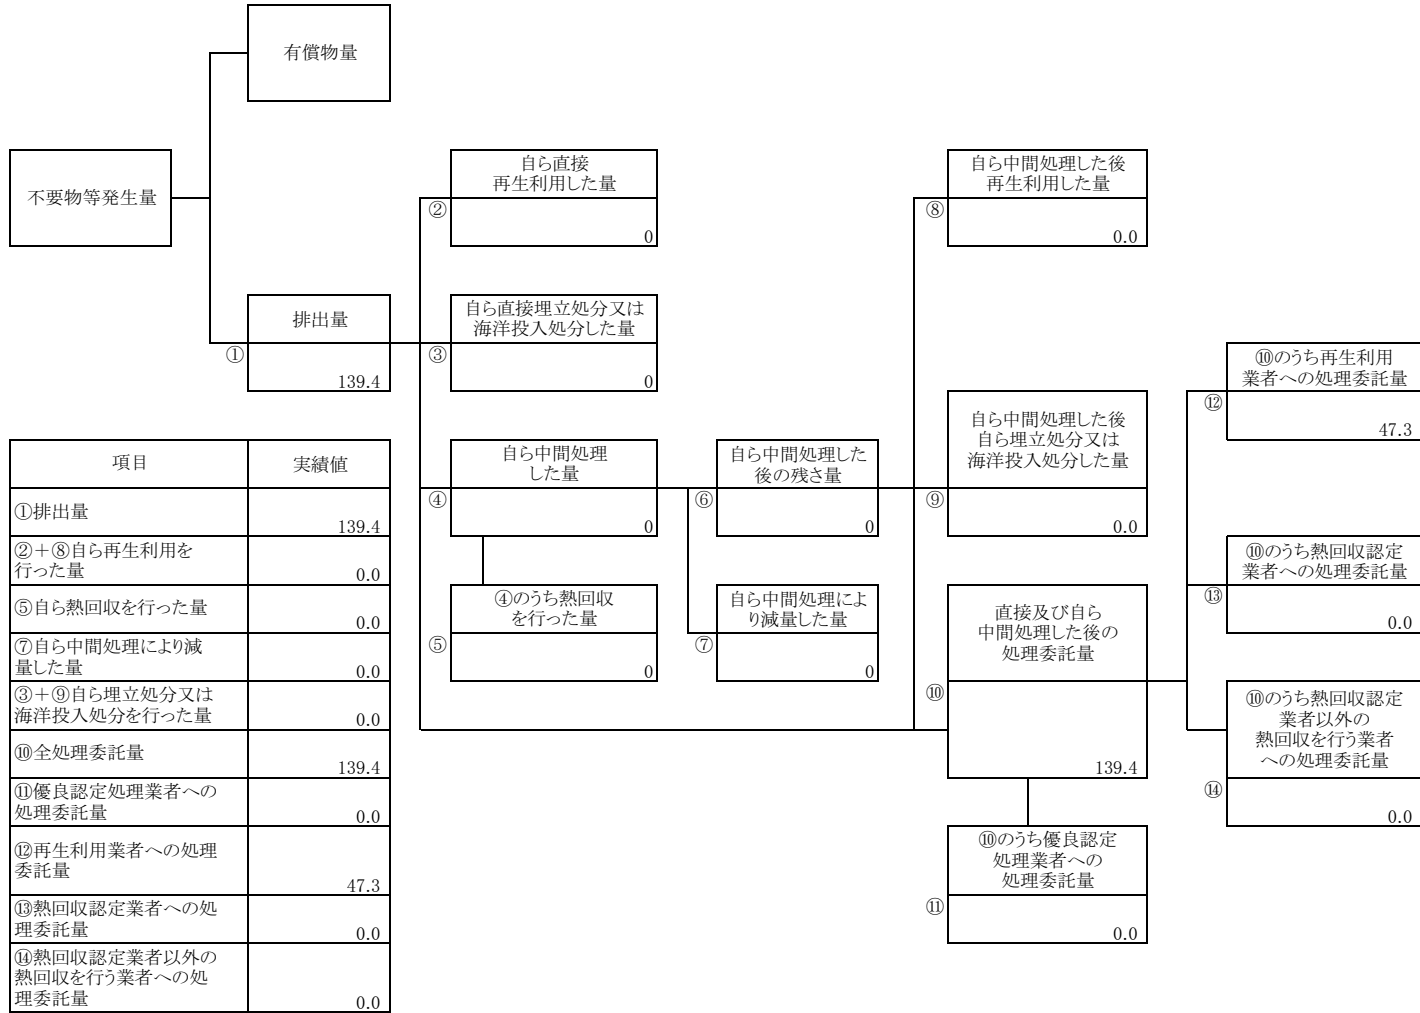 有償物量
不要物等発生量
自ら直接
再生利用した量
②
0
自ら中間処理した後
再生利用した量
⑧
0.0
排出量
①
139.4
自ら直接埋立処分又は
海洋投入処分した量
③
0
⑩のうち再生利用
業者への処理委託量
⑫
47.3
自ら中間処理
した量
④
0
自ら中間処理した
後の残さ量
⑥
0
自ら中間処理した後
自ら埋立処分又は
海洋投入処分した量
⑨
0.0
⑩のうち熱回収認定
業者への処理委託量
⑬
0.0
④のうち熱回収
を行った量
⑤
0
自ら中間処理によ
り減量した量
⑦
0
直接及び自ら
中間処理した後の
処理委託量
⑩
139.4
⑩のうち熱回収認定
業者以外の
熱回収を行う業者
への処理委託量
⑭
0.0
⑩のうち優良認定
処理業者への
処理委託量
⑪
0.0
項目 実績値
①排出量
139.4
②＋⑧自ら再生利用を
行った量
0.0
⑤自ら熱回収を行った量
0.0
⑦自ら中間処理により減
量した量
0.0
③＋⑨自ら埋立処分又は
海洋投入処分を行った量
0.0
⑩全処理委託量
139.4
⑪優良認定処理業者への
処理委託量
0.0
⑫再生利用業者への処理
委託量
47.3
⑬熱回収認定業者への処
理委託量
0.0
⑭熱回収認定業者以外の
熱回収を行う業者への処
理委託量
0.0